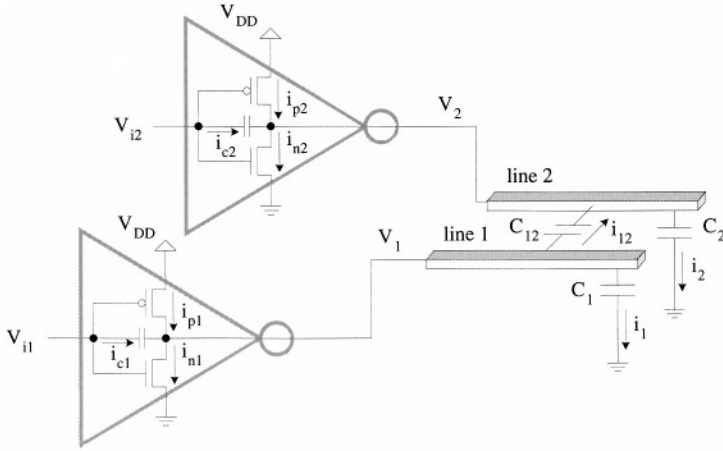 V_DD
V_i2
i_p2
i_c2
i_n2
V_2
line 2
C_12
i_12
C_2
i_2
V_DD
V_1
line 1
C_1
i_1
V_i1
i_p1
i_c1
i_n1